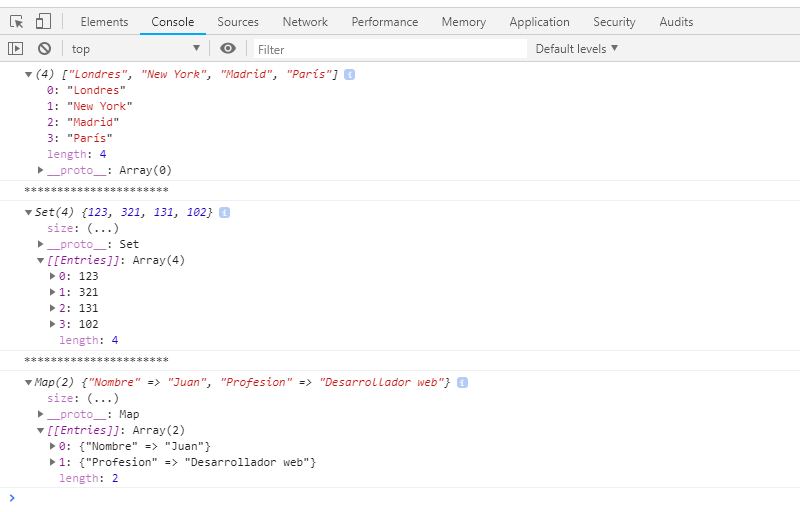 Elements Console Sources Network Performance Memory Application Security Audits
top Filter Default levels
(4) ["Londres", "New York", "Madrid", "París"] i
0: "Londres"
1: "New York"
2: "Madrid"
3: "París"
length: 4
__proto__: Array(0)
**********************
Set(4) {123, 321, 131, 102} i
size: (...)
__proto__: Set
[[Entries]]: Array(4)
0: 123
1: 321
2: 131
3: 102
length: 4
**********************
Map(2) {"Nombre" => "Juan", "Profesion" => "Desarrollador web"} i
size: (...)
__proto__: Map
[[Entries]]: Array(2)
0: {"Nombre" => "Juan"}
1: {"Profesion" => "Desarrollador web"}
length: 2